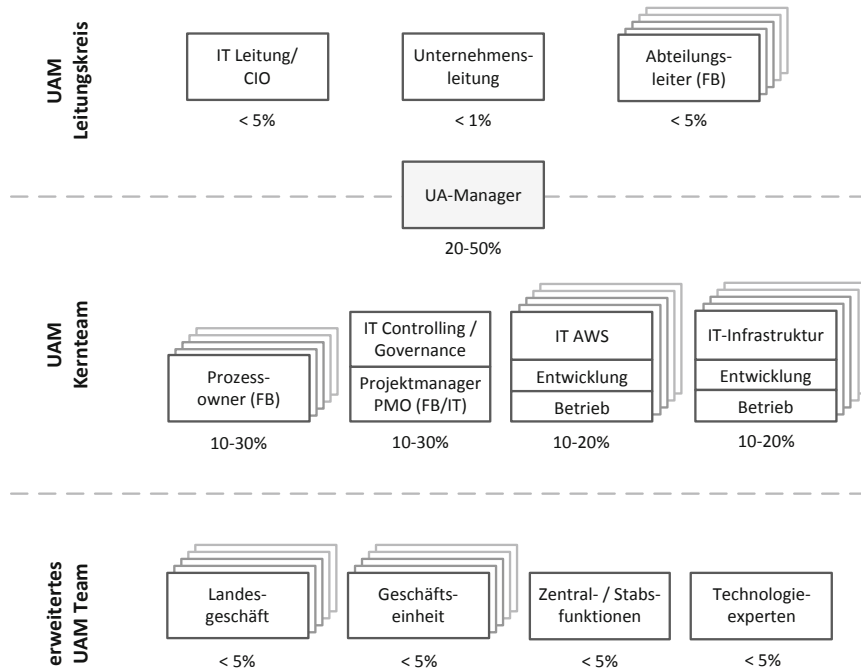 UAM
Leitungskreis
IT Leitung/
CIO
< 5%
Unternehmens-
leitung
< 1%
Abteilungs-
leiter (FB)
< 5%
UA-Manager
20-50%
UAM
Kernteam
Prozess-
owner (FB)
10-30%
IT Controlling /
Governance
Projektmanager
PMO (FB/IT)
10-30%
IT AWS
Entwicklung
Betrieb
10-20%
IT-Infrastruktur
Entwicklung
Betrieb
10-20%
erweitertes
UAM Team
Landes-
geschäft
< 5%
Geschäfts-
einheit
< 5%
Zentral- / Stabs-
funktionen
< 5%
Technologie-
experten
< 5%